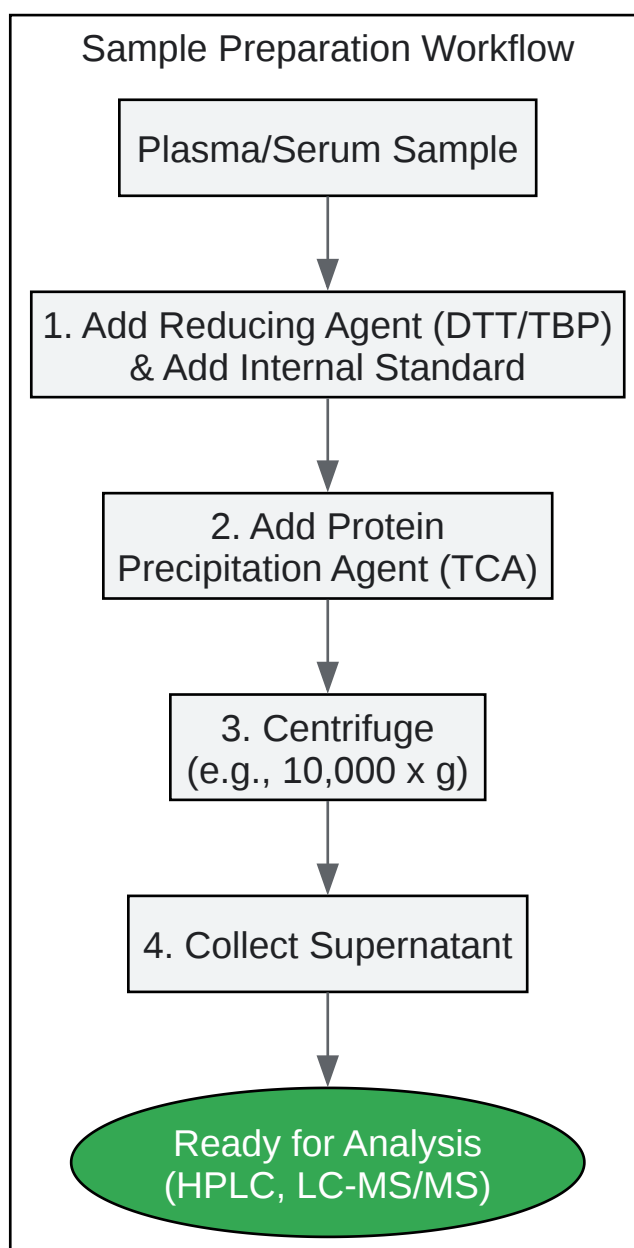 Sample Preparation Workflow
Plasma/Serum Sample
1. Add Reducing Agent (DTT/TBP)
& Add Internal Standard
2. Add Protein
Precipitation Agent (TCA)
3. Centrifuge
(e.g., 10,000 x g)
4. Collect Supernatant
Ready for Analysis
(HPLC, LC-MS/MS)